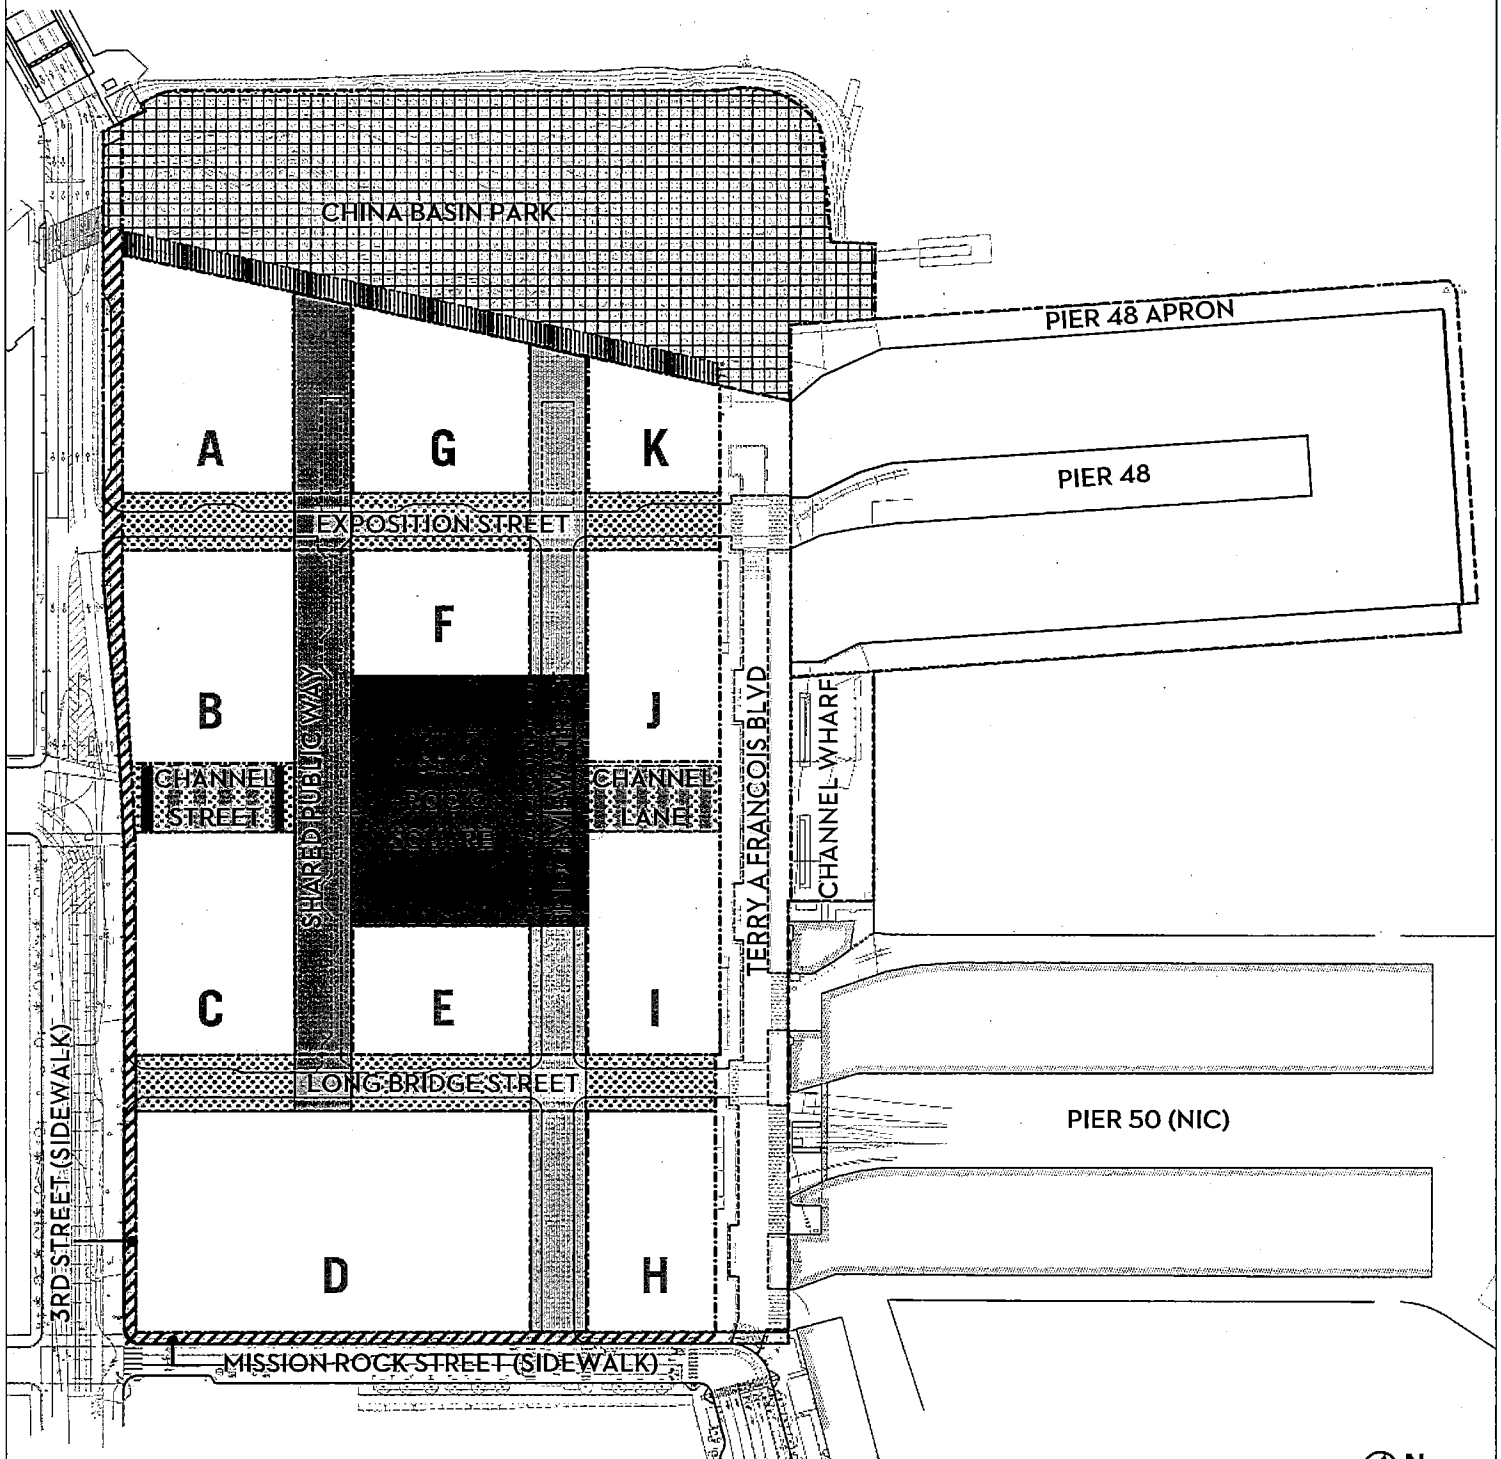 CHINA BASIN PARK
PIER 48 APRON
A
G
K
PIER 48
EXPOSITION STREET
F
B
J
SHARED PUBLIC WAY
CHANNEL
STREET
CHANNEL
LANE
TERRY A FRANCOIS BLVD
CHANNEL WHARF
C
E
I
LONG BRIDGE STREET
3RD STREET (SIDEWALK)
PIER 50 (NIC)
D
H
MISSION ROCK STREET (SIDEWALK)
N